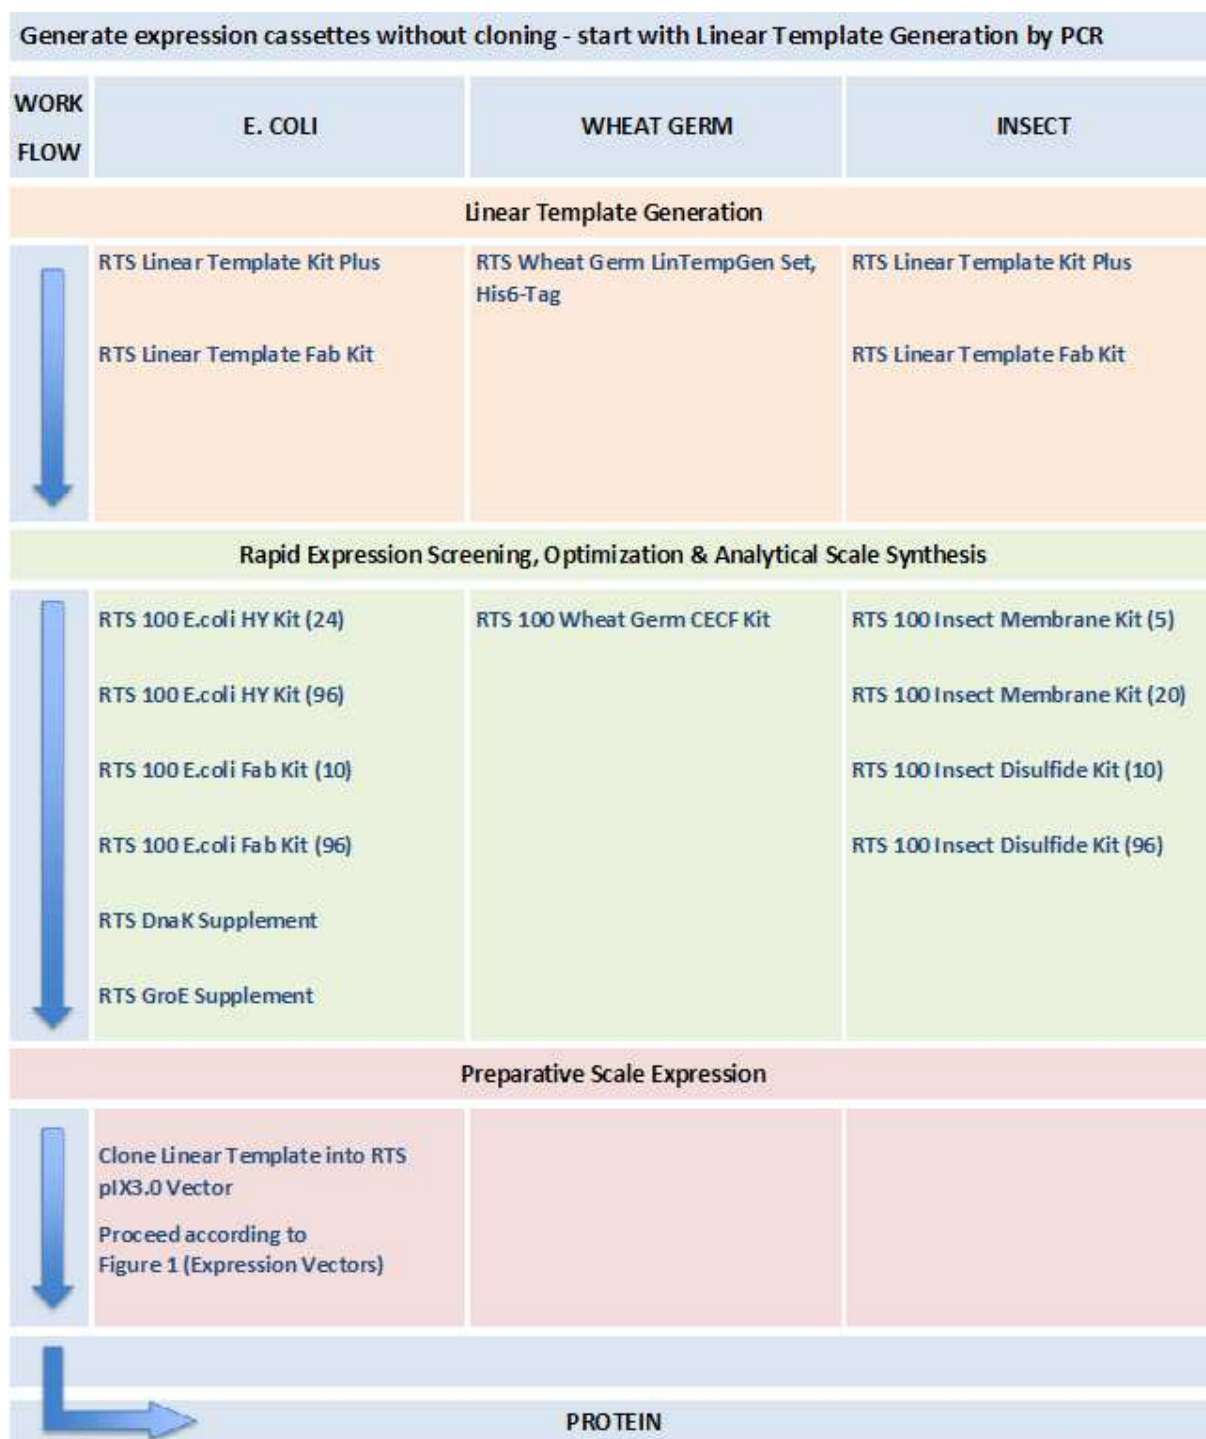 Generate expression cassettes without cloning - start with Linear Template Generation by PCR
WORK
FLOW
E. COLI
WHEAT GERM
INSECT
Linear Template Generation
RTS Linear Template Kit Plus
RTS Linear Template Fab Kit
RTS Wheat Germ LinTempGen Set,
His6-Tag
RTS Linear Template Kit Plus
RTS Linear Template Fab Kit
Rapid Expression Screening, Optimization & Analytical Scale Synthesis
RTS 100 E.coli HY Kit (24)
RTS 100 E.coli HY Kit (96)
RTS 100 E.coli Fab Kit (10)
RTS 100 E.coli Fab Kit (96)
RTS DnaK Supplement
RTS GroE Supplement
RTS 100 Wheat Germ CECF Kit
RTS 100 Insect Membrane Kit (5)
RTS 100 Insect Membrane Kit (20)
RTS 100 Insect Disulfide Kit (10)
RTS 100 Insect Disulfide Kit (96)
Preparative Scale Expression
Clone Linear Template into RTS
pIX3.0 Vector
Proceed according to
Figure 1 (Expression Vectors)
PROTEIN